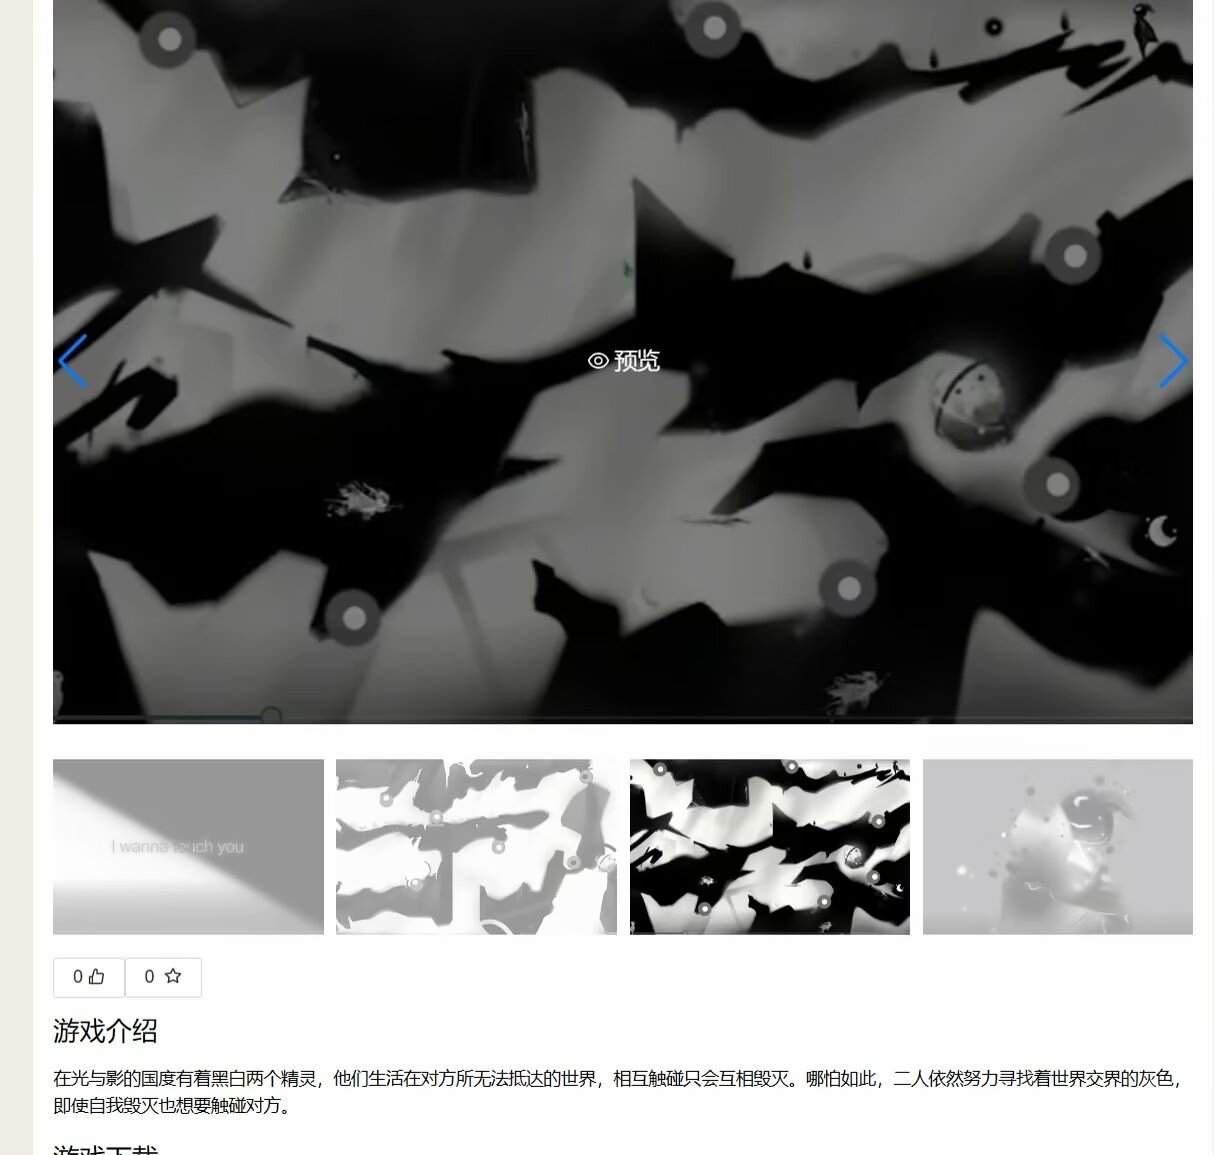 预览
I wanna touch you
0
0
游戏介绍
在光与影的国度有着黑白两个精灵，他们生活在对方所无法抵达的世界，相互触碰只会互相毁灭。哪怕如此，二人依然努力寻找着世界交界的灰色，
即使自我毁灭也想要触碰对方。
游戏下载